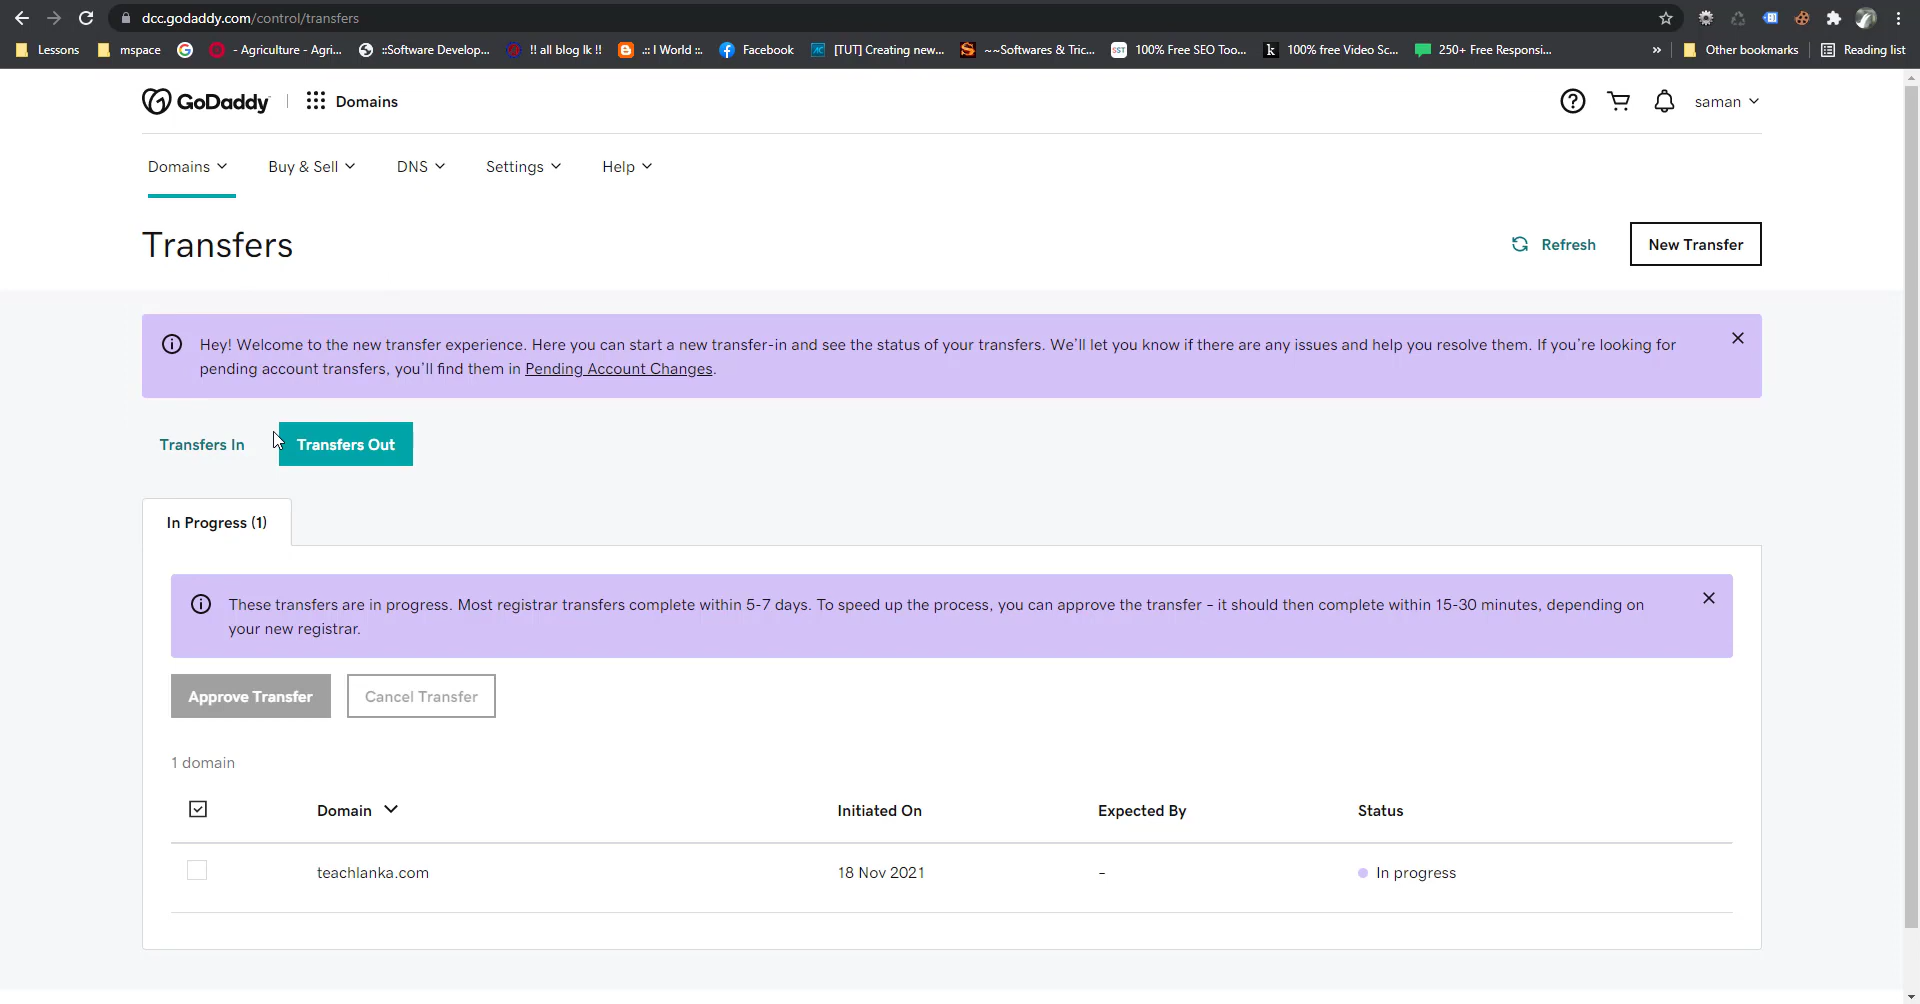 dcc.godaddy.com/control/transfers
Lessons mspace - Agriculture - Agri... ::Software Develop... !! all blog lk !! .:: I World ::. Facebook [TUT] Creating new... ~~Softwares & Tric... SST 100% Free SEO Too... k 100% free Video Sc... 250+ Free Responsi... » Other bookmarks Reading list
GoDaddy Domains saman
Domains Buy & Sell DNS Settings Help
Transfers Refresh New Transfer
Hey! Welcome to the new transfer experience. Here you can start a new transfer-in and see the status of your transfers. We'll let you know if there are any issues and help you resolve them. If you're looking for
pending account transfers, you'll find them in Pending Account Changes.
Transfers In Transfers Out
In Progress (1)
These transfers are in progress. Most registrar transfers complete within 5-7 days. To speed up the process, you can approve the transfer – it should then complete within 15-30 minutes, depending on
your new registrar.
Approve Transfer Cancel Transfer
1 domain
Domain Initiated On Expected By Status
teachlanka.com 18 Nov 2021 - In progress